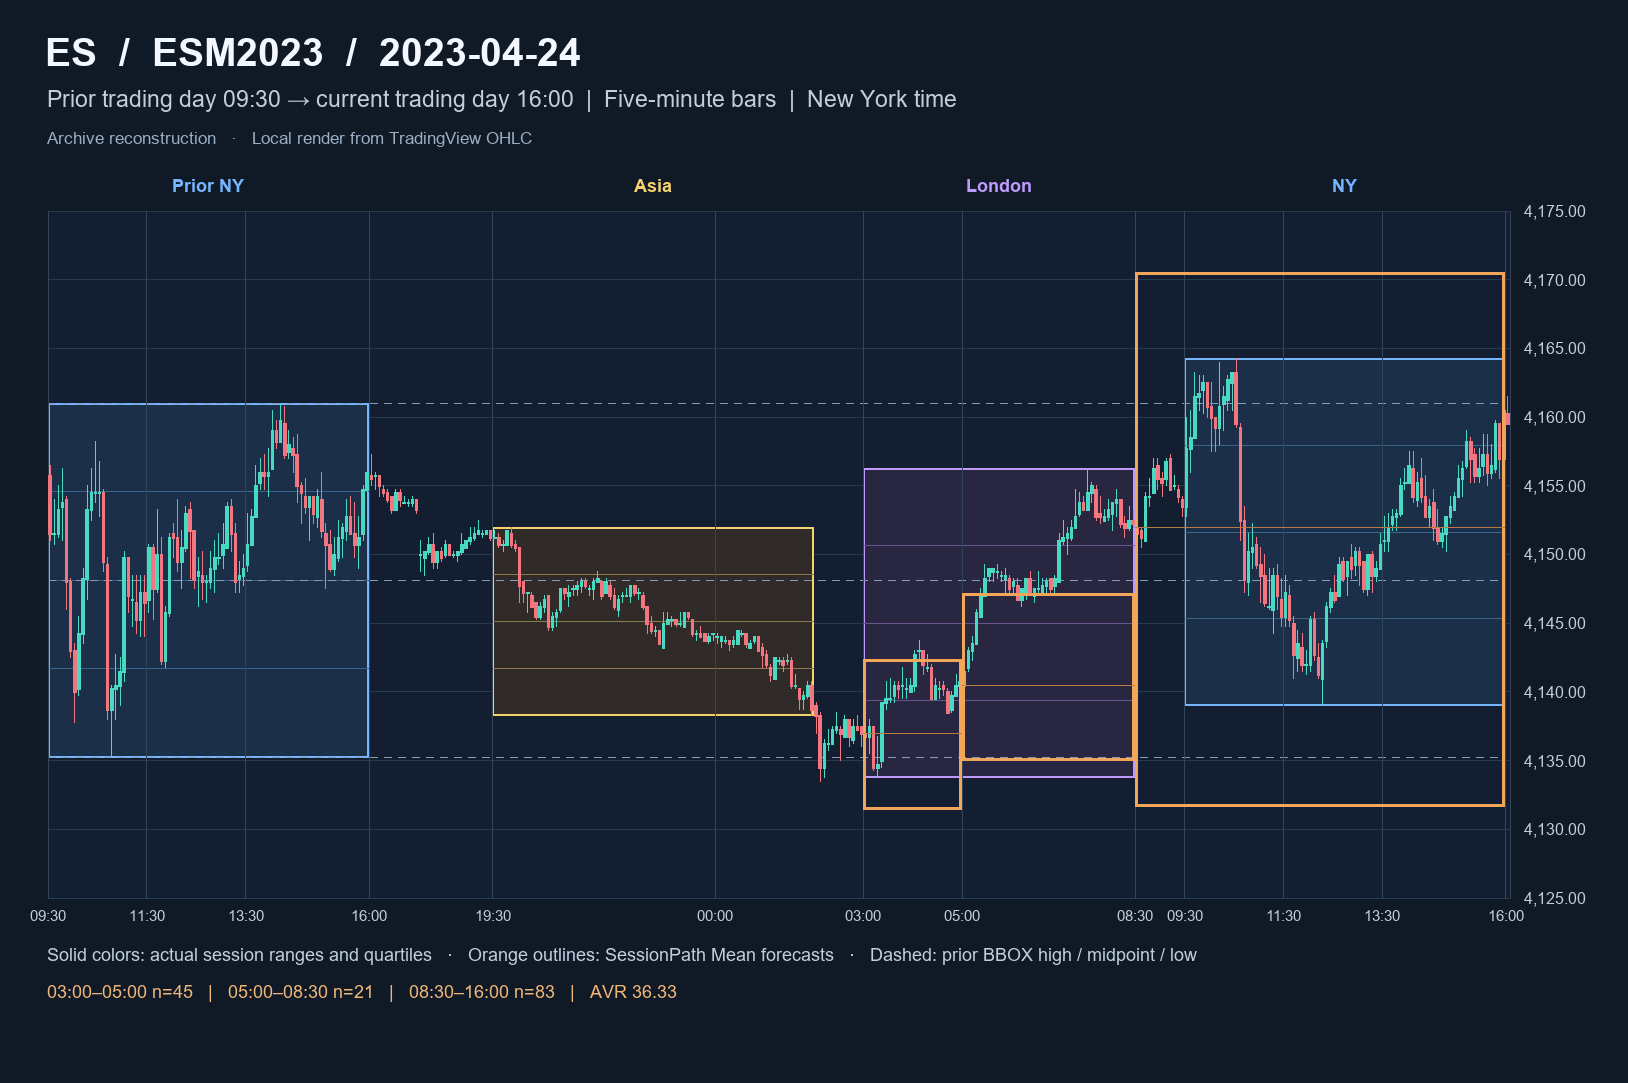 ES / ESM2023 / 2023-04-24
Prior trading day 09:30 → current trading day 16:00 | Five-minute bars | New York time
Archive reconstruction · Local render from TradingView OHLC
Prior NY Asia London NY
4,175.00
4,170.00
4,165.00
4,160.00
4,155.00
4,150.00
4,145.00
4,140.00
4,135.00
4,130.00
4,125.00
09:30 11:30 13:30 16:00 19:30 00:00 03:00 05:00 08:30 09:30 11:30 13:30 16:00
Solid colors: actual session ranges and quartiles · Orange outlines: SessionPath Mean forecasts · Dashed: prior BBOX high / midpoint / low
03:00–05:00 n=45 | 05:00–08:30 n=21 | 08:30–16:00 n=83 | AVR 36.33